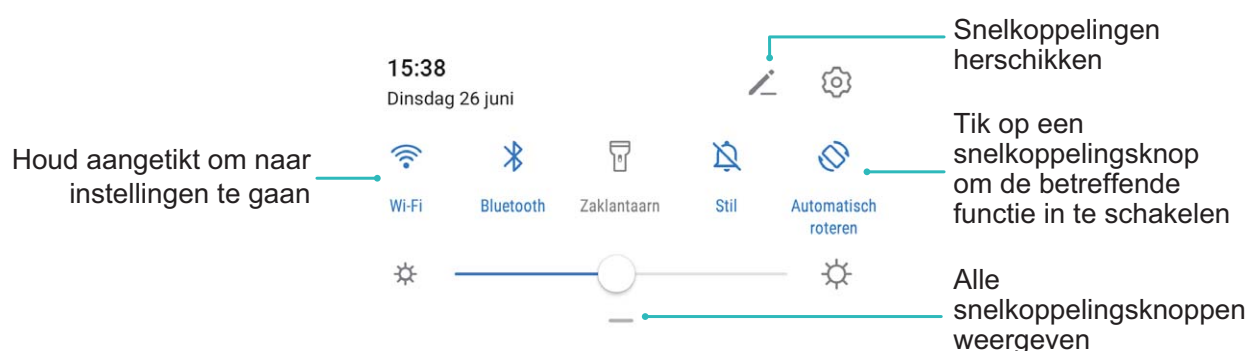 Snelkoppelingen
herschikken
15:38
Dinsdag 26 juni
Houd aangetikt om naar
instellingen te gaan
Tik op een
snelkoppelingsknop
om de betreffende
functie in te schakelen
Wi-Fi Bluetooth Zaklantaarn Stil Automatisch
roteren
Alle
snelkoppelingsknoppen
weergeven